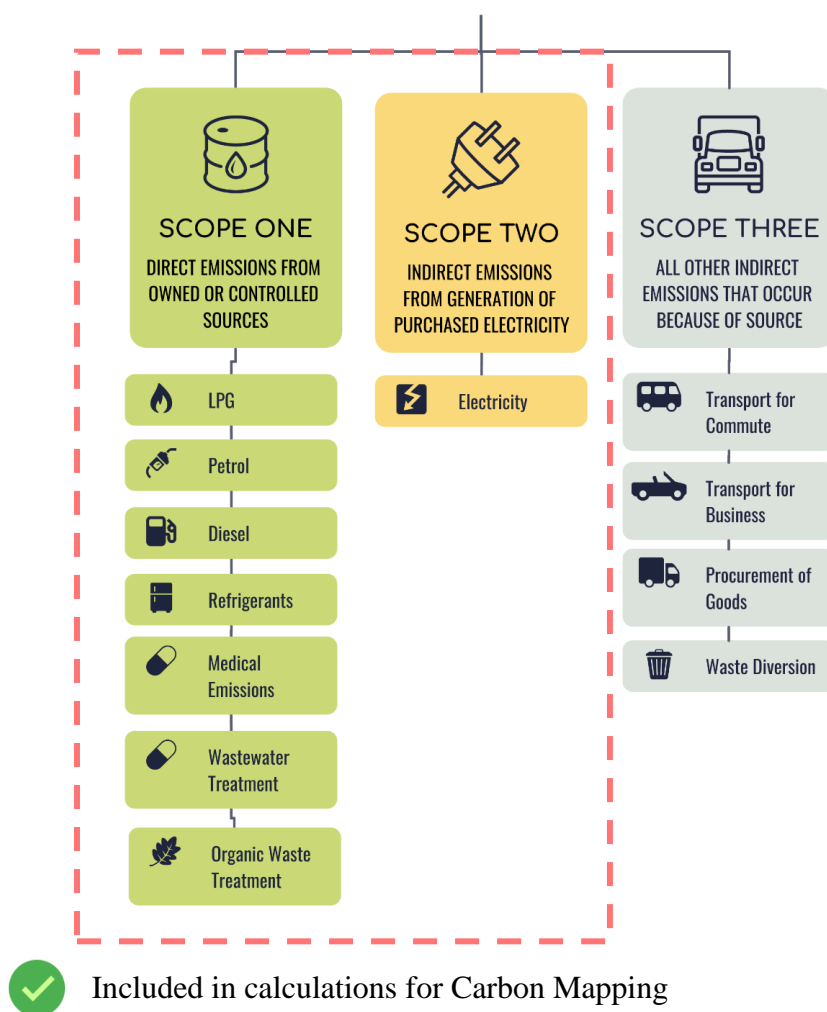 SCOPE ONE
DIRECT EMISSIONS FROM
OWNED OR CONTROLLED
SOURCES
LPG
Petrol
Diesel
Refrigerants
Medical
Emissions
Wastewater
Treatment
Organic Waste
Treatment
SCOPE TWO
INDIRECT EMISSIONS
FROM GENERATION OF
PURCHASED ELECTRICITY
Electricity
SCOPE THREE
ALL OTHER INDIRECT
EMISSIONS THAT OCCUR
BECAUSE OF SOURCE
Transport for
Commute
Transport for
Business
Procurement of
Goods
Waste Diversion
Included in calculations for Carbon Mapping